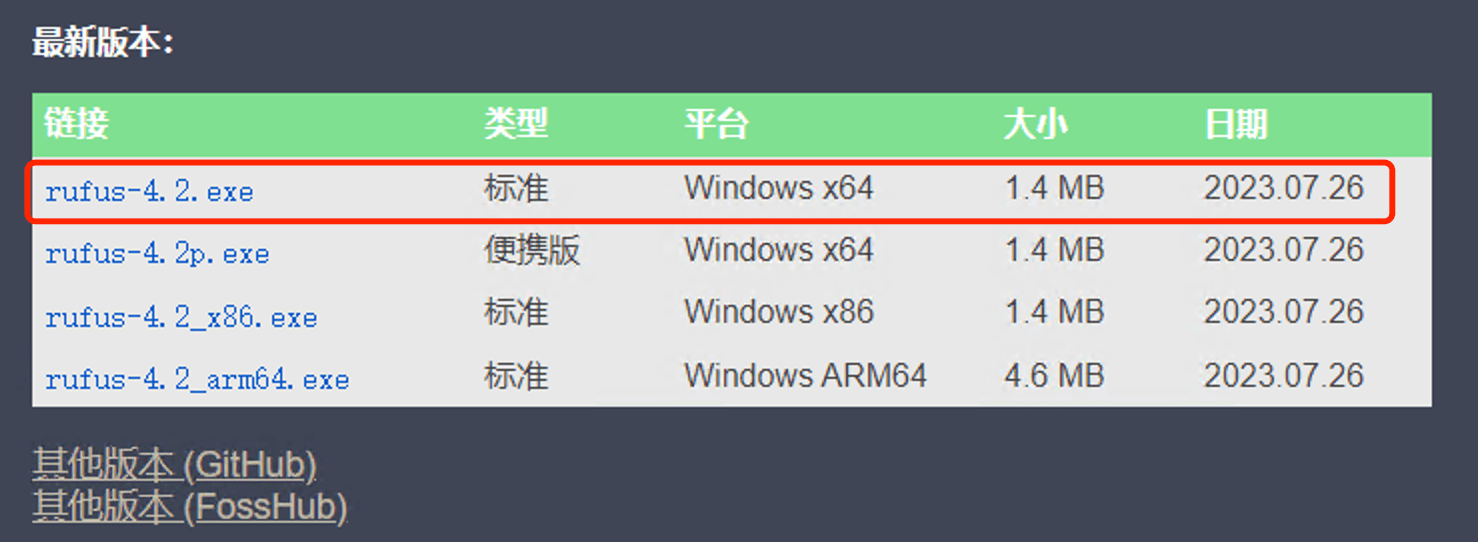 最新版本:
链接 类型 平台 大小 日期
rufus-4.2.exe 标准 Windows x64 1.4 MB 2023.07.26
rufus-4.2p.exe 便携版 Windows x64 1.4 MB 2023.07.26
rufus-4.2_x86.exe 标准 Windows x86 1.4 MB 2023.07.26
rufus-4.2_arm64.exe 标准 Windows ARM64 4.6 MB 2023.07.26
其他版本 (GitHub)
其他版本 (FossHub)